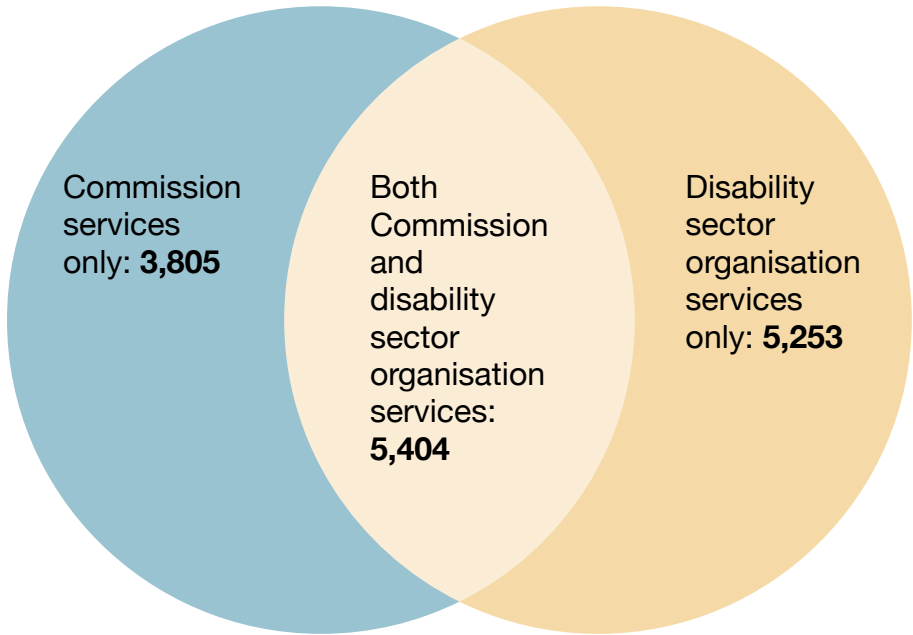 Commission
services
only: 3,805
Both
Commission
and
disability
sector
organisation
services:
5,404
Disability
sector
organisation
services
only: 5,253